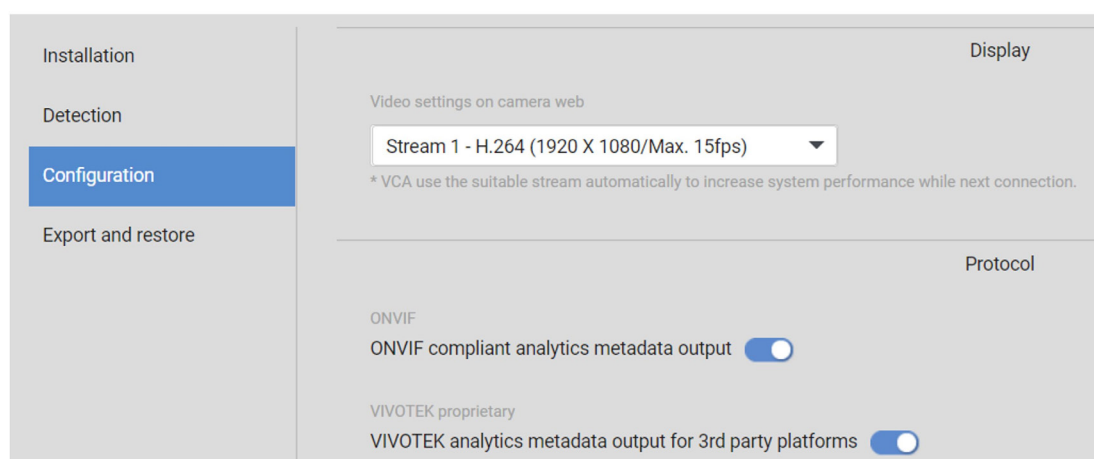 Installation
Detection
Configuration
Export and restore
Display
Video settings on camera web
Stream 1 - H.264 (1920 X 1080/Max. 15fps)
* VCA use the suitable stream automatically to increase system performance while next connection.
Protocol
ONVIF
ONVIF compliant analytics metadata output
VIVOTEK proprietary
VIVOTEK analytics metadata output for 3rd party platforms